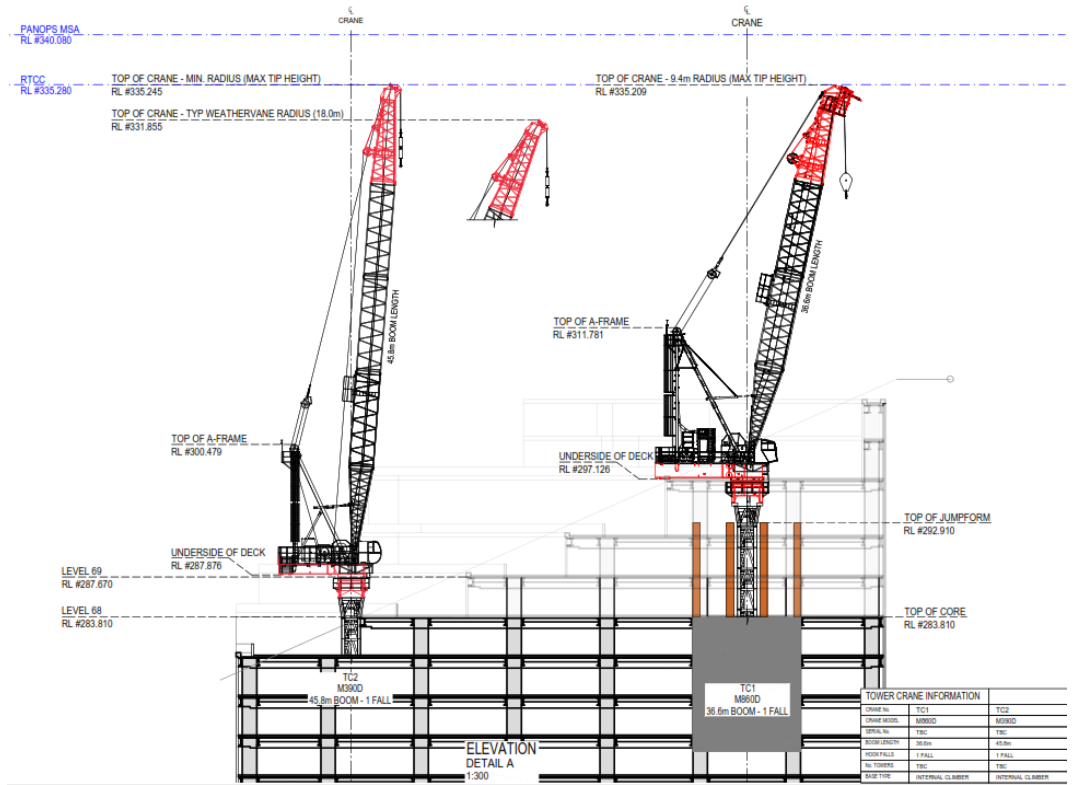 ℄
CRANE
℄
CRANE
PANOPS MSA
RL #340.080
RTCC
RL #335.280
TOP OF CRANE - MIN. RADIUS (MAX TIP HEIGHT)
RL #335.245
TOP OF CRANE - 9.4m RADIUS (MAX TIP HEIGHT)
RL #335.209
TOP OF CRANE - TYP WEATHERVANE RADIUS (18.0m)
RL #331.855
45.8m BOOM LENGTH
36.6m BOOM LENGTH
TOP OF A-FRAME
RL #311.781
TOP OF A-FRAME
RL #300.479
UNDERSIDE OF DECK
RL #297.126
TOP OF JUMPFORM
RL #292.910
UNDERSIDE OF DECK
RL #287.876
LEVEL 69
RL #287.670
LEVEL 68
RL #283.810
TOP OF CORE
RL #283.810
TC2
M390D
45.8m BOOM - 1 FALL
TC1
M860D
36.6m BOOM - 1 FALL
ELEVATION
DETAIL A
1:300
TOWER CRANE INFORMATION
CRANE No. TC1 TC2
CRANE MODEL M860D M390D
SERIAL No. TBC TBC
BOOM LENGTH 36.6m 45.8m
HOOK FALLS 1 FALL 1 FALL
No. TOWERS TBC TBC
BASE TYPE INTERNAL CLIMBER INTERNAL CLIMBER